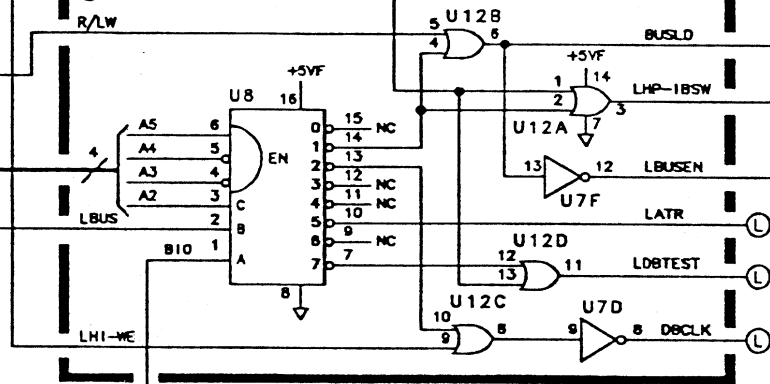 R/LW
5
4
U12B
6
BUSLD
+5VF
14
1
2
LHP-IBSW
3
7
U12A
+5VF
16
U8
A5
6
A4
5
A3
4
A2
3
4
EN
C
LBUS
2
B
BIO
1
A
8
0
15
NC
1
14
2
13
3
12
NC
4
11
NC
5
10
6
9
NC
7
7
13
12
LBUSEN
U7F
LATR
L
U12D
12
13
11
LDBTEST
L
U12C
10
9
8
U7D
9
8
DBCLK
L
LHI-WE